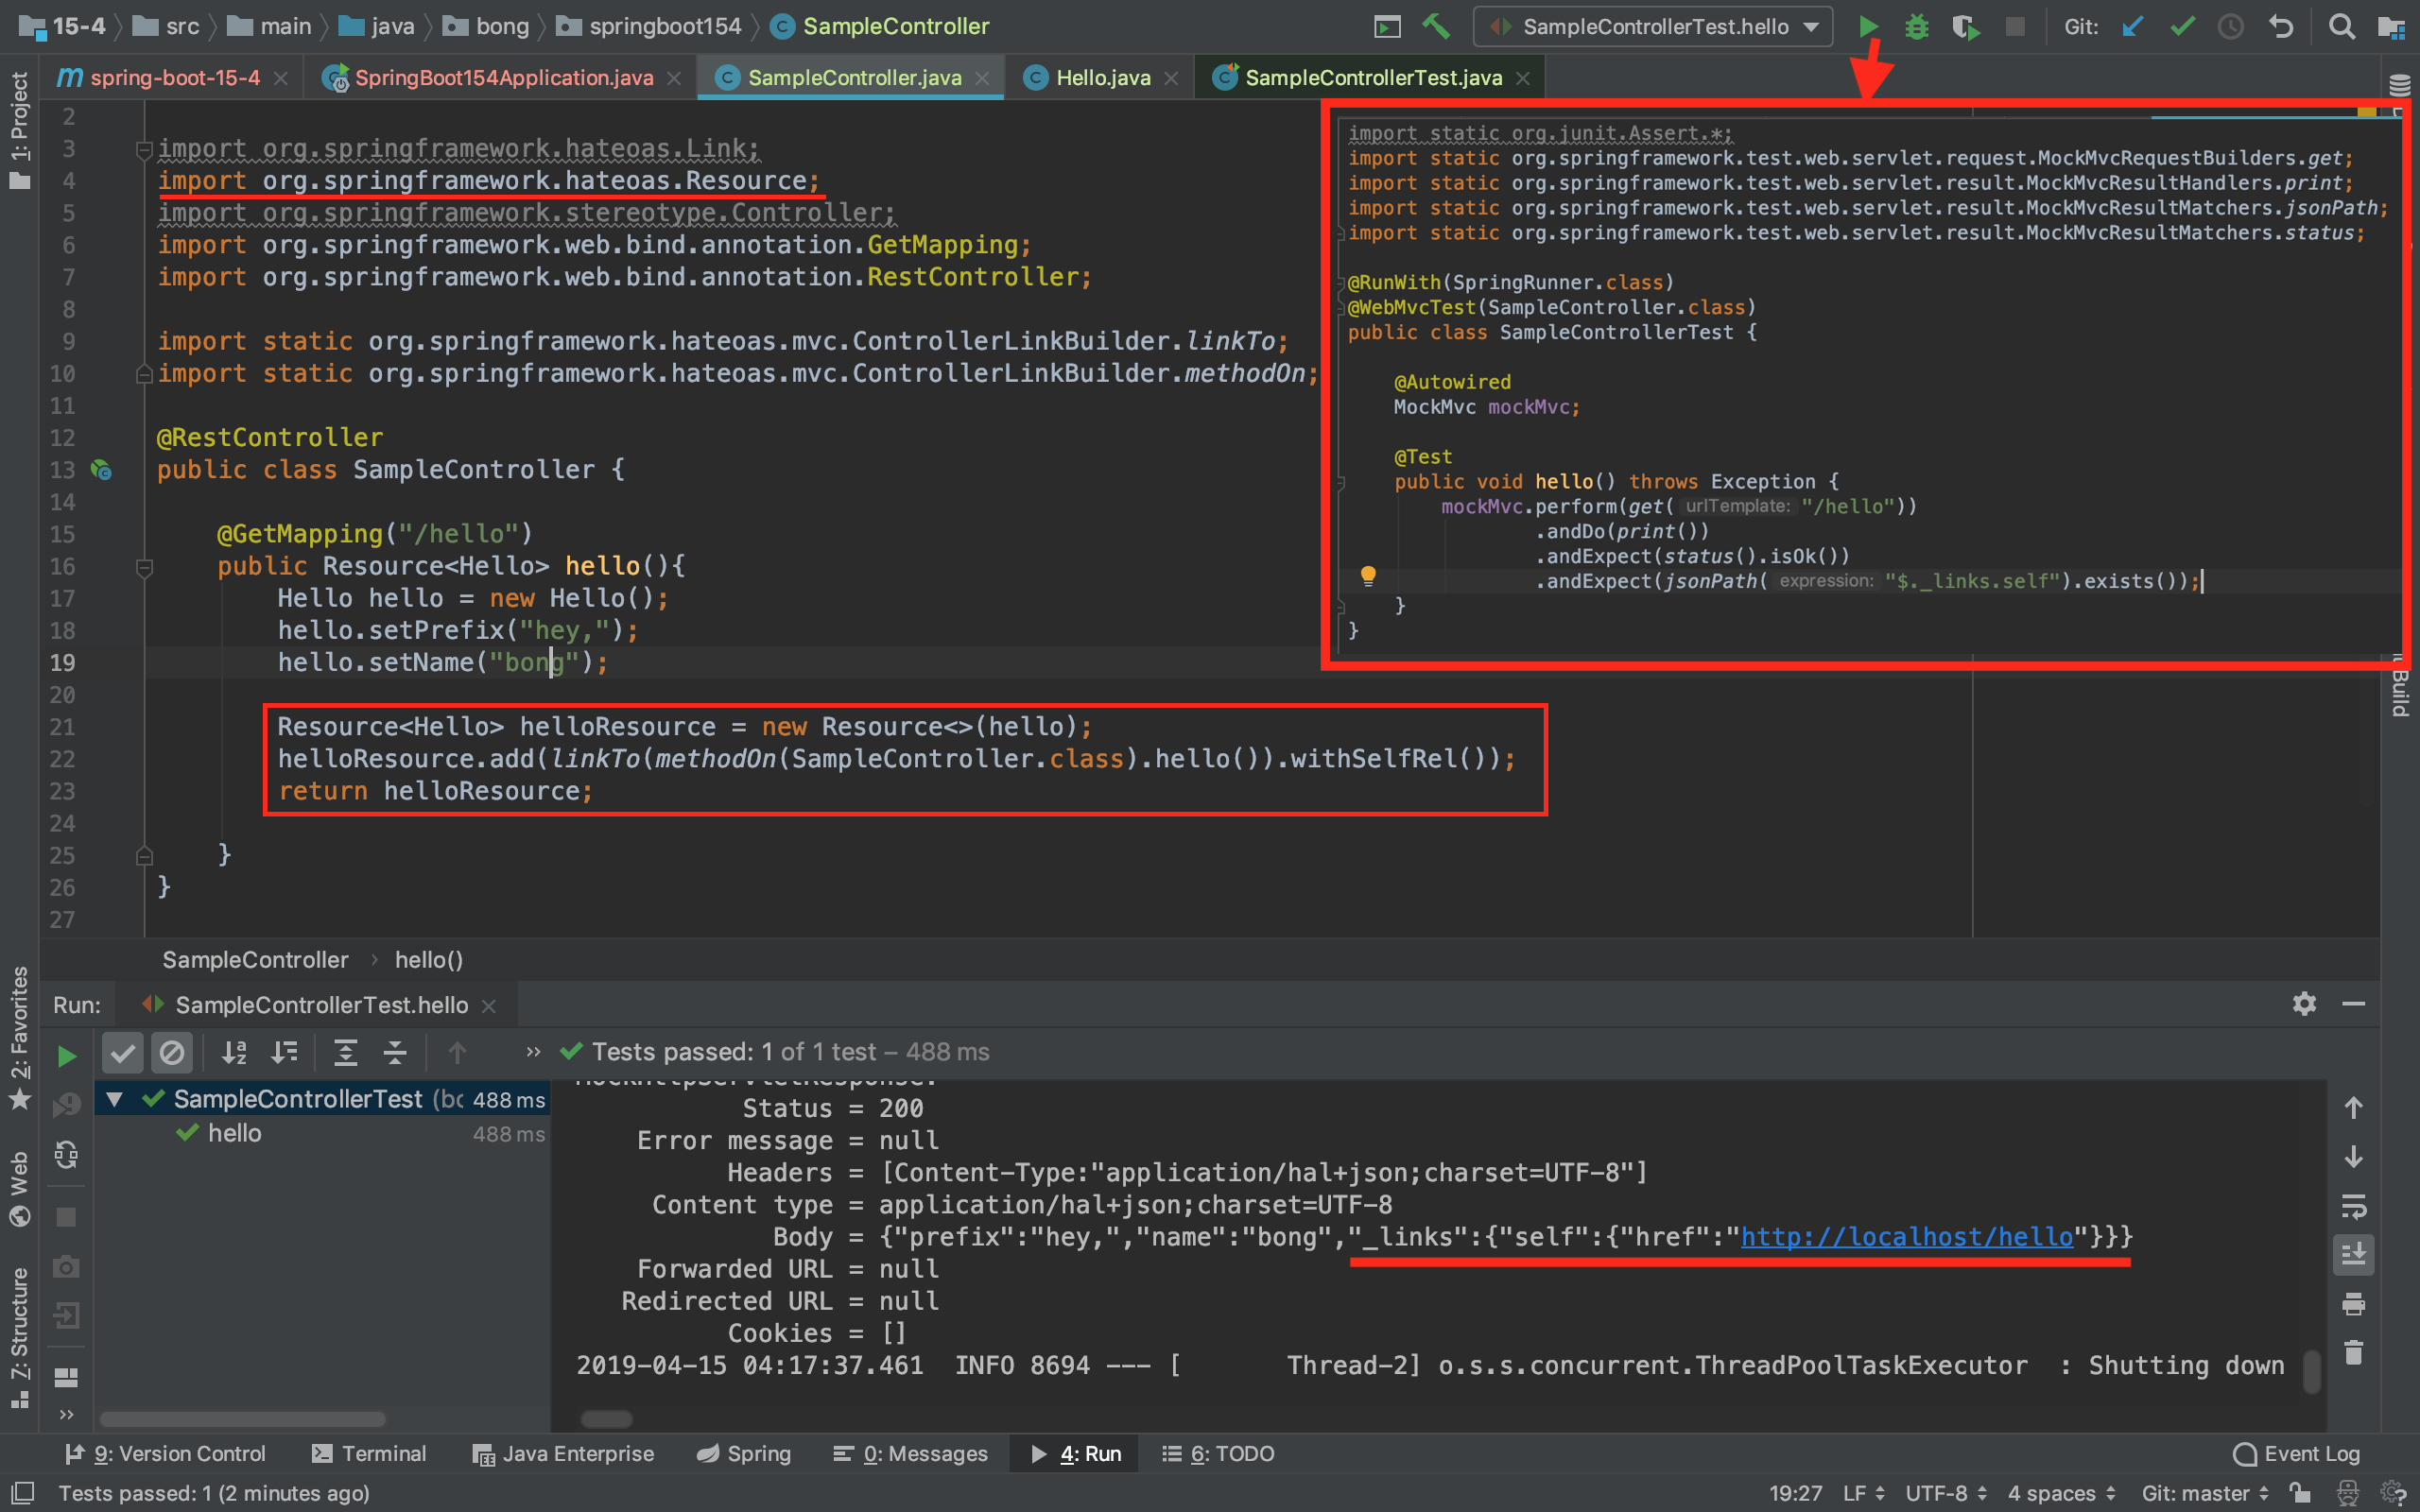 15-4 src main java bong springboot154 SampleController
SampleControllerTest.hello Git:
spring-boot-15-4 SpringBoot154Application.java SampleController.java Hello.java SampleControllerTest.java
1: Project
2
3 import org.springframework.hateoas.Link;
4 import org.springframework.hateoas.Resource;
5 import org.springframework.stereotype.Controller;
6 import org.springframework.web.bind.annotation.GetMapping;
7 import org.springframework.web.bind.annotation.RestController;
8
9 import static org.springframework.hateoas.mvc.ControllerLinkBuilder.linkTo;
10 import static org.springframework.hateoas.mvc.ControllerLinkBuilder.methodOn;
11
12 @RestController
13 public class SampleController {
14
15 @GetMapping("/hello")
16 public Resource<Hello> hello(){
17 Hello hello = new Hello();
18 hello.setPrefix("hey,");
19 hello.setName("bong");
20
21 Resource<Hello> helloResource = new Resource<>(hello);
22 helloResource.add(linkTo(methodOn(SampleController.class).hello()).withSelfRel());
23 return helloResource;
24
25 }
26 }
27
import static org.junit.Assert.*;
import static org.springframework.test.web.servlet.request.MockMvcRequestBuilders.get;
import static org.springframework.test.web.servlet.result.MockMvcResultHandlers.print;
import static org.springframework.test.web.servlet.result.MockMvcResultMatchers.jsonPath;
import static org.springframework.test.web.servlet.result.MockMvcResultMatchers.status;
@RunWith(SpringRunner.class)
@WebMvcTest(SampleController.class)
public class SampleControllerTest {
@Autowired
MockMvc mockMvc;
@Test
public void hello() throws Exception {
mockMvc.perform(get( urlTemplate: "/hello"))
.andDo(print())
.andExpect(status().isOk())
.andExpect(jsonPath( expression: "$._links.self").exists());
}
}
Build
SampleController hello()
2: Favorites
Web
Z: Structure
Run: SampleControllerTest.hello
Tests passed: 1 of 1 test – 488 ms
SampleControllerTest (bo 488 ms
hello 488 ms
MockHttpServletResponse:
Status = 200
Error message = null
Headers = [Content-Type:"application/hal+json;charset=UTF-8"]
Content type = application/hal+json;charset=UTF-8
Body = {"prefix":"hey,","name":"bong","_links":{"self":{"href":"http://localhost/hello"}}}
Forwarded URL = null
Redirected URL = null
Cookies = []
2019-04-15 04:17:37.461 INFO 8694 --- [ Thread-2] o.s.s.concurrent.ThreadPoolTaskExecutor : Shutting down
9: Version Control Terminal Java Enterprise Spring 0: Messages 4: Run 6: TODO Event Log
Tests passed: 1 (2 minutes ago) 19:27 LF UTF-8 4 spaces Git: master